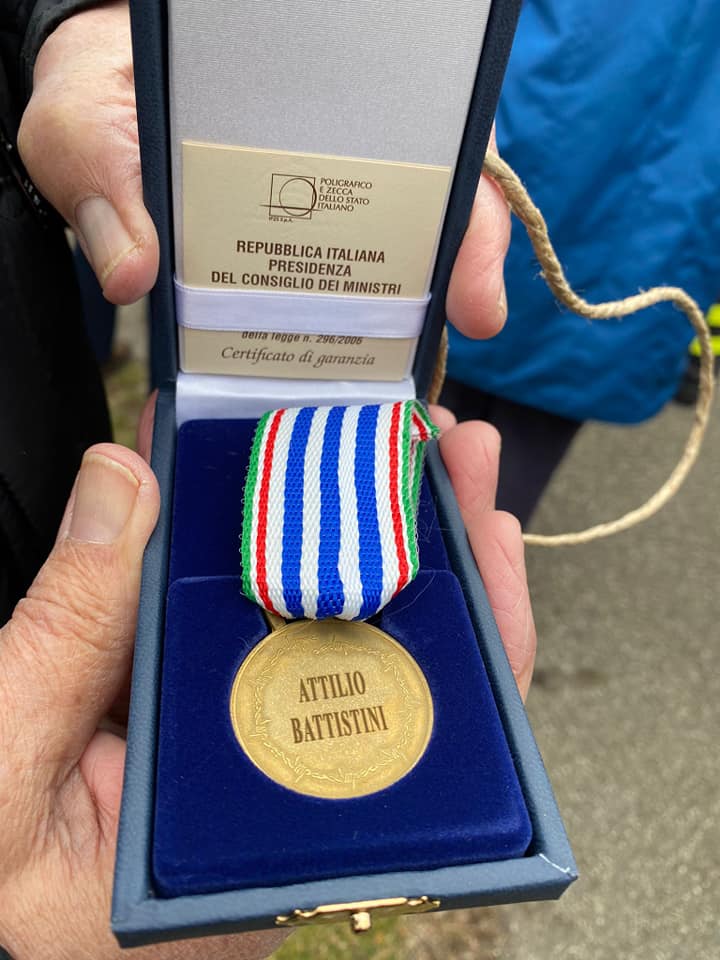 POLIGRAFICO
E ZECCA
DELLO STATO
ITALIANO
IPZS S.p.A.
REPUBBLICA ITALIANA
PRESIDENZA
DEL CONSIGLIO DEI MINISTRI
della legge n. 296/2006
Certificato di garanzia
ATTILIO
BATTISTINI